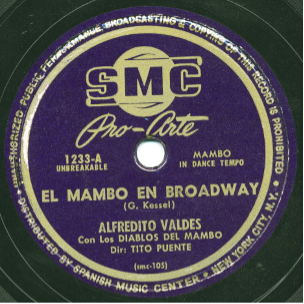 UNAUTHORIZED PUBLIC PERFORMANCE BROADCASTING & COPYING OF THIS RECORD IS PROHIBITED
SMC
Pro-Arte
1233-A
UNBREAKABLE
MAMBO
IN DANCE TEMPO
EL MAMBO EN BROADWAY
(G. Kessel)
ALFREDITO VALDES
Con Los DIABLOS DEL MAMBO
Dir: TITO PUENTE
(smc-105)
DISTRIBUTED BY SPANISH MUSIC CENTER • NEW YORK CITY, N.Y.